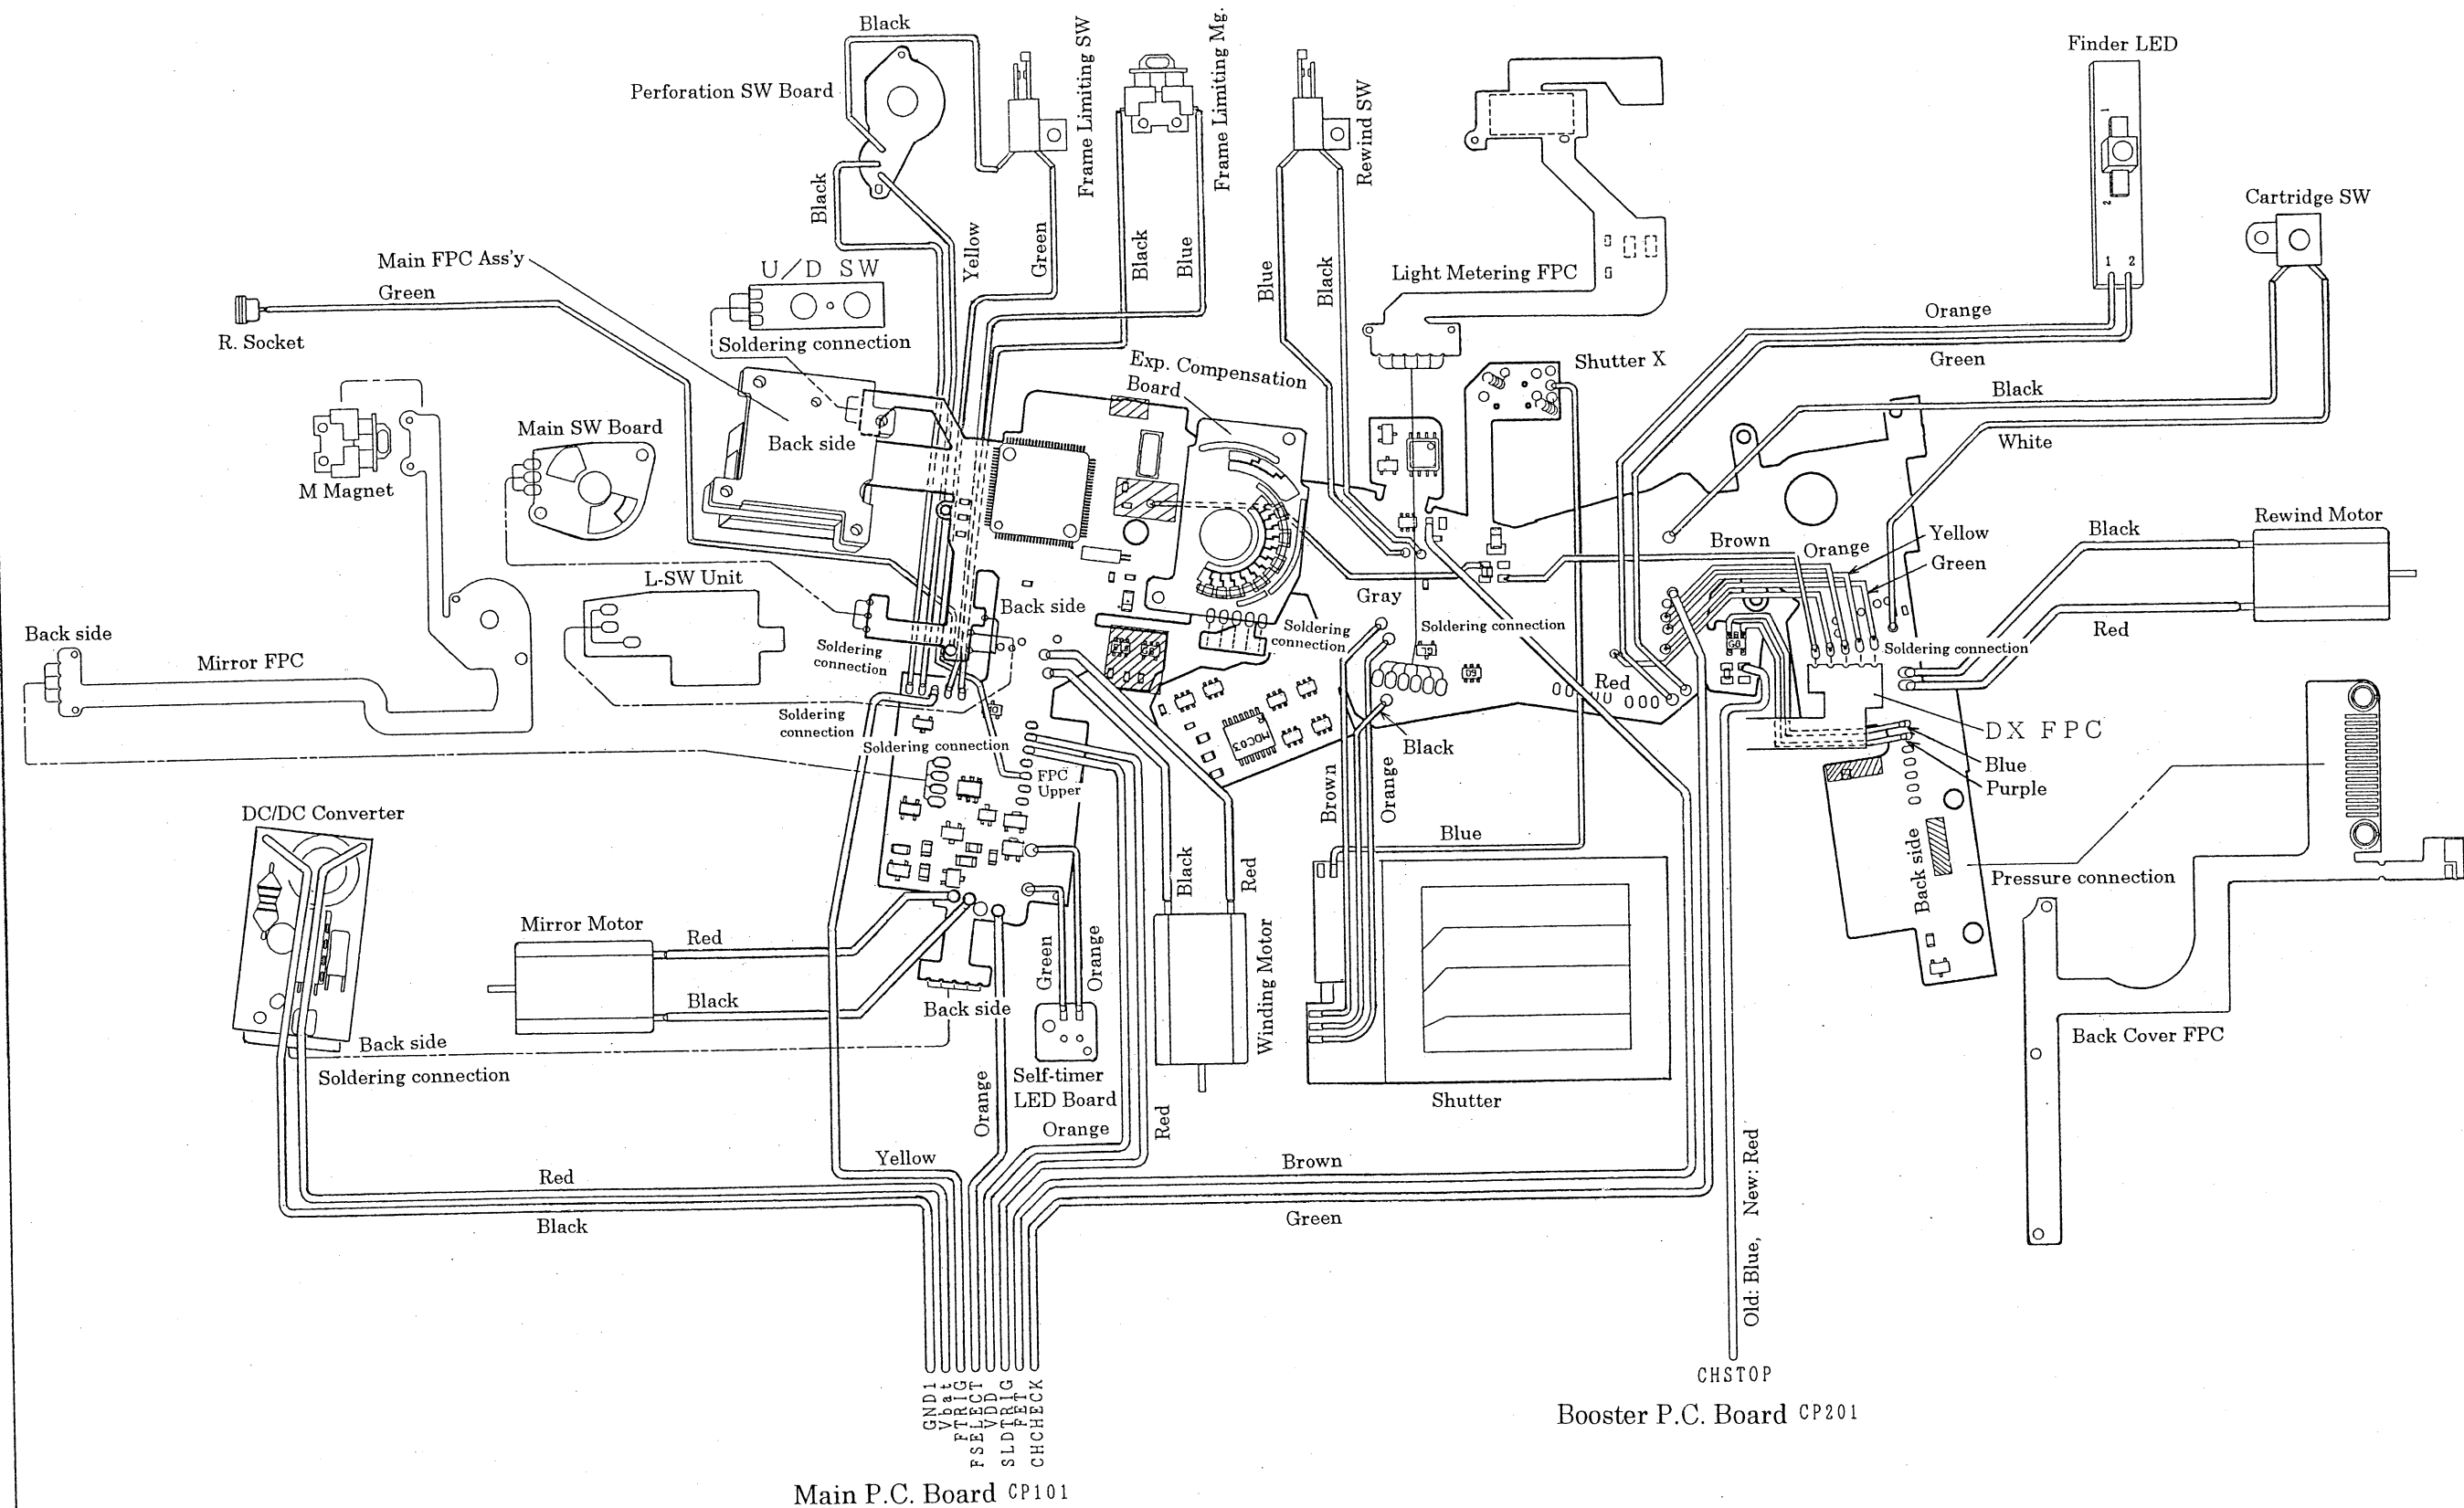 Black
Frame Limiting SW
Frame Limiting Mg.
Finder LED
Perforation SW Board
Rewind SW
1
2
Cartridge SW
Black
Yellow
Green
Black
Blue
Blue
Black
Main FPC Ass'y
U/D SW
Light Metering FPC
1 2
Green
R. Socket
Soldering connection
Orange
Green
Exp. Compensation
Board
Shutter X
Black
White
Main SW Board
Back side
M Magnet
Yellow
Rewind Motor
Black
Brown
Orange
Green
L-SW Unit
Back side
Gray
Red
Back side
Mirror FPC
Soldering
connection
Soldering
connection
Soldering connection
Soldering connection
Red
Soldering
connection
Soldering connection
MDC03
Black
DX FPC
Blue
Purple
FPC
Upper
DC/DC Converter
Brown
Orange
Blue
Black
Red
Back side
Pressure connection
Mirror Motor
Red
Black
Green
Orange
Back side
Winding Motor
Back side
Soldering connection
Self-timer
LED Board
Shutter
Back Cover FPC
Orange
Orange
Red
Yellow
Red
Black
Brown
Green
Old: Blue, New: Red
CHSTOP
Booster P.C. Board CP201
GND1
Vbat
FTRIG
FSELECT
VDD
SLDTRIG
FET
CHCHECK
Main P.C. Board CP101